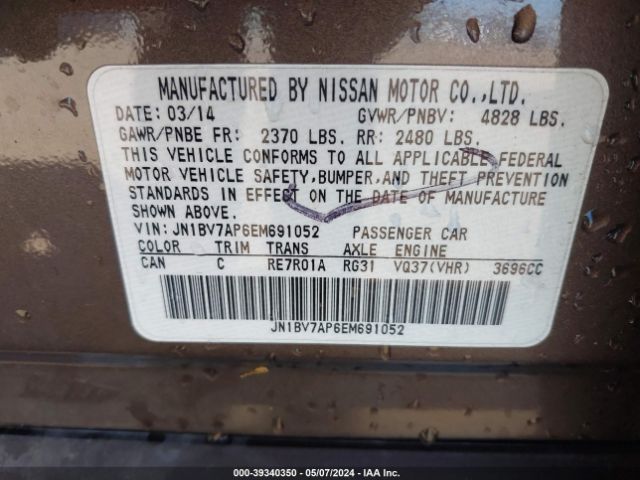 MANUFACTURED BY NISSAN MOTOR CO.,LTD.
DATE: 03/14 GVWR/PNBV: 4828 LBS.
GAWR/PNBE FR: 2370 LBS. RR: 2480 LBS.
THIS VEHICLE CONFORMS TO ALL APPLICABLE FEDERAL
MOTOR VEHICLE SAFETY,BUMPER,AND THEFT PREVENTION
STANDARDS IN EFFECT ON THE DATE OF MANUFACTURE
SHOWN ABOVE.
VIN: JN1BV7AP6EM691052 PASSENGER CAR
COLOR TRIM TRANS AXLE ENGINE
CAN C RE7R01A RG31 VQ37(VHR) 3696CC
JN1BV7AP6EM691052
000-39340350 - 05/07/2024 - IAA Inc.